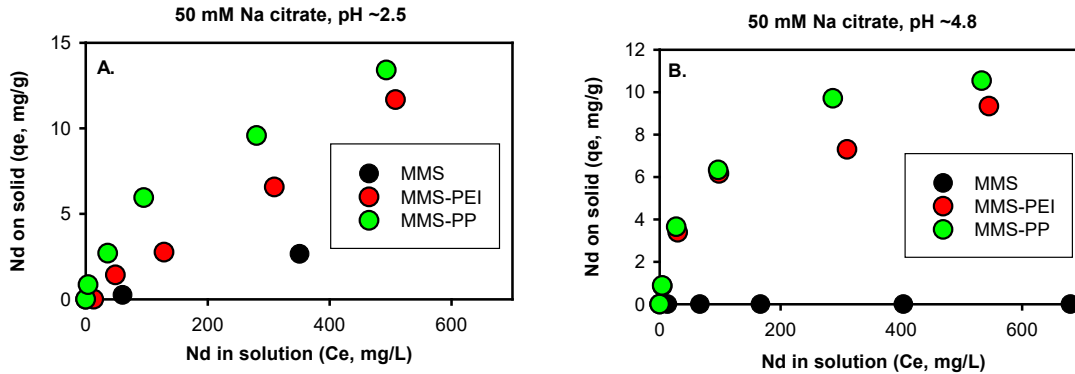 50 mM Na citrate, pH ~2.5
A.
Nd on solid (qe, mg/g)
15
10
5
0
MMS
MMS-PEI
MMS-PP
0 200 400 600
Nd in solution (Ce, mg/L)
50 mM Na citrate, pH ~4.8
B.
Nd on solid (qe, mg/g)
12
10
8
6
4
2
0
MMS
MMS-PEI
MMS-PP
0 200 400 600
Nd in solution (Ce, mg/L)